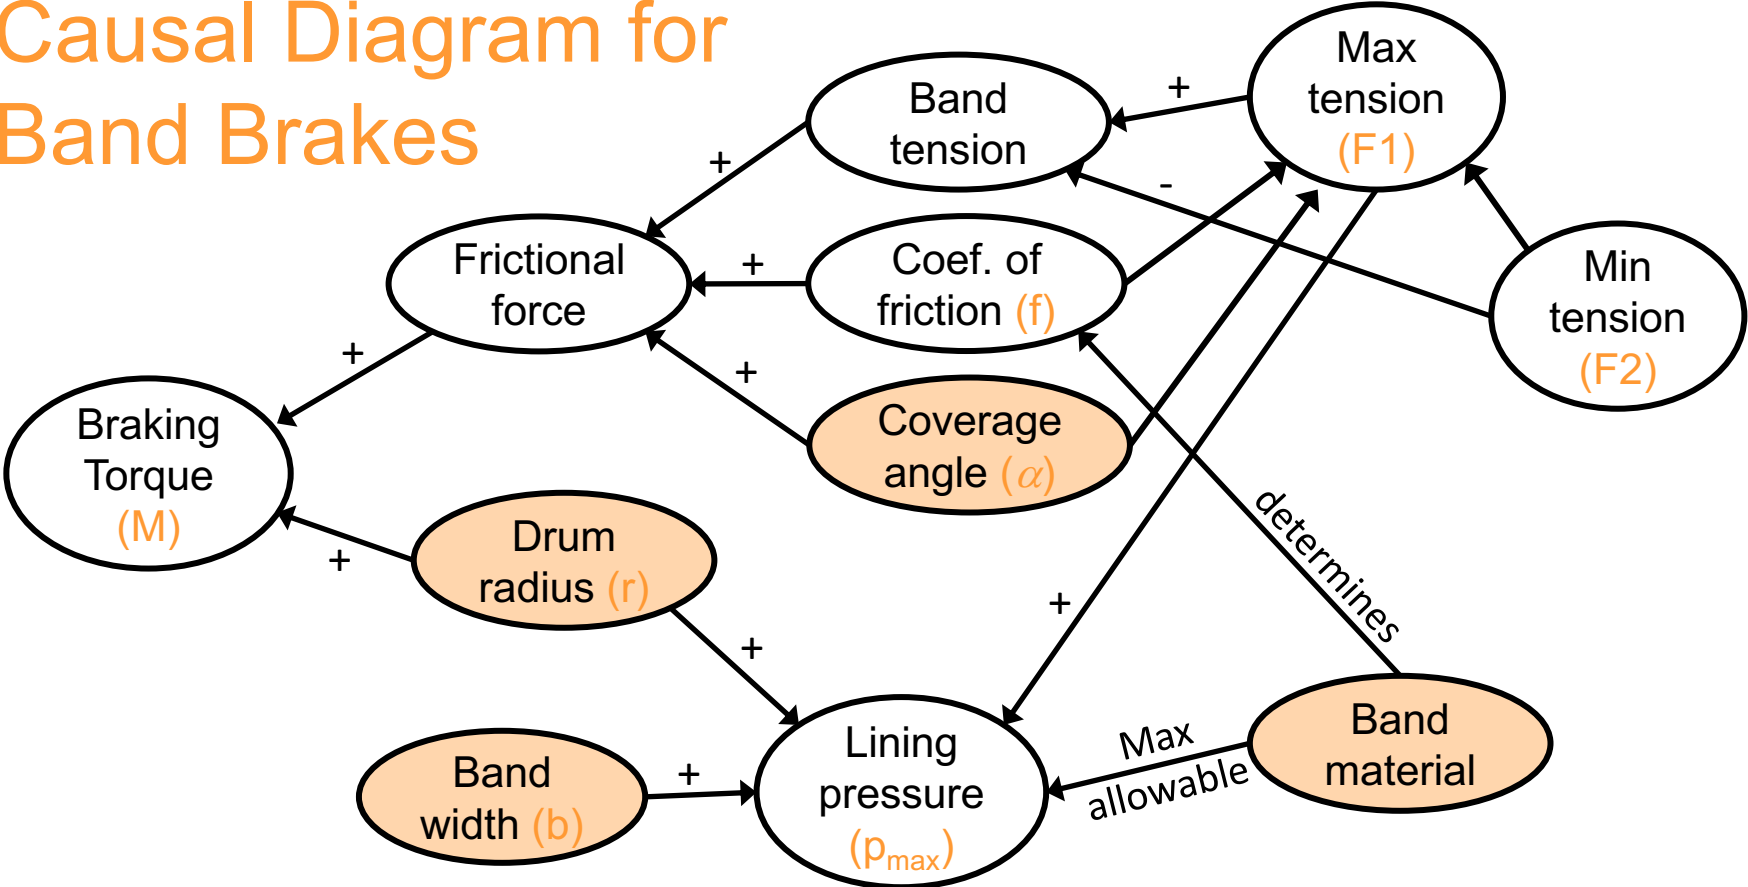 Causal Diagram for
Band Brakes
Max
tension
(F1)
+
Band
tension
+
-
Min
tension
(F2)
Frictional
force
+
Coef. of
friction (f)
+
+
Coverage
angle (α)
Braking
Torque
(M)
+
Drum
radius (r)
determines
+
+
Band
material
Max
allowable
Lining
pressure
(pmax)
+
Band
width (b)